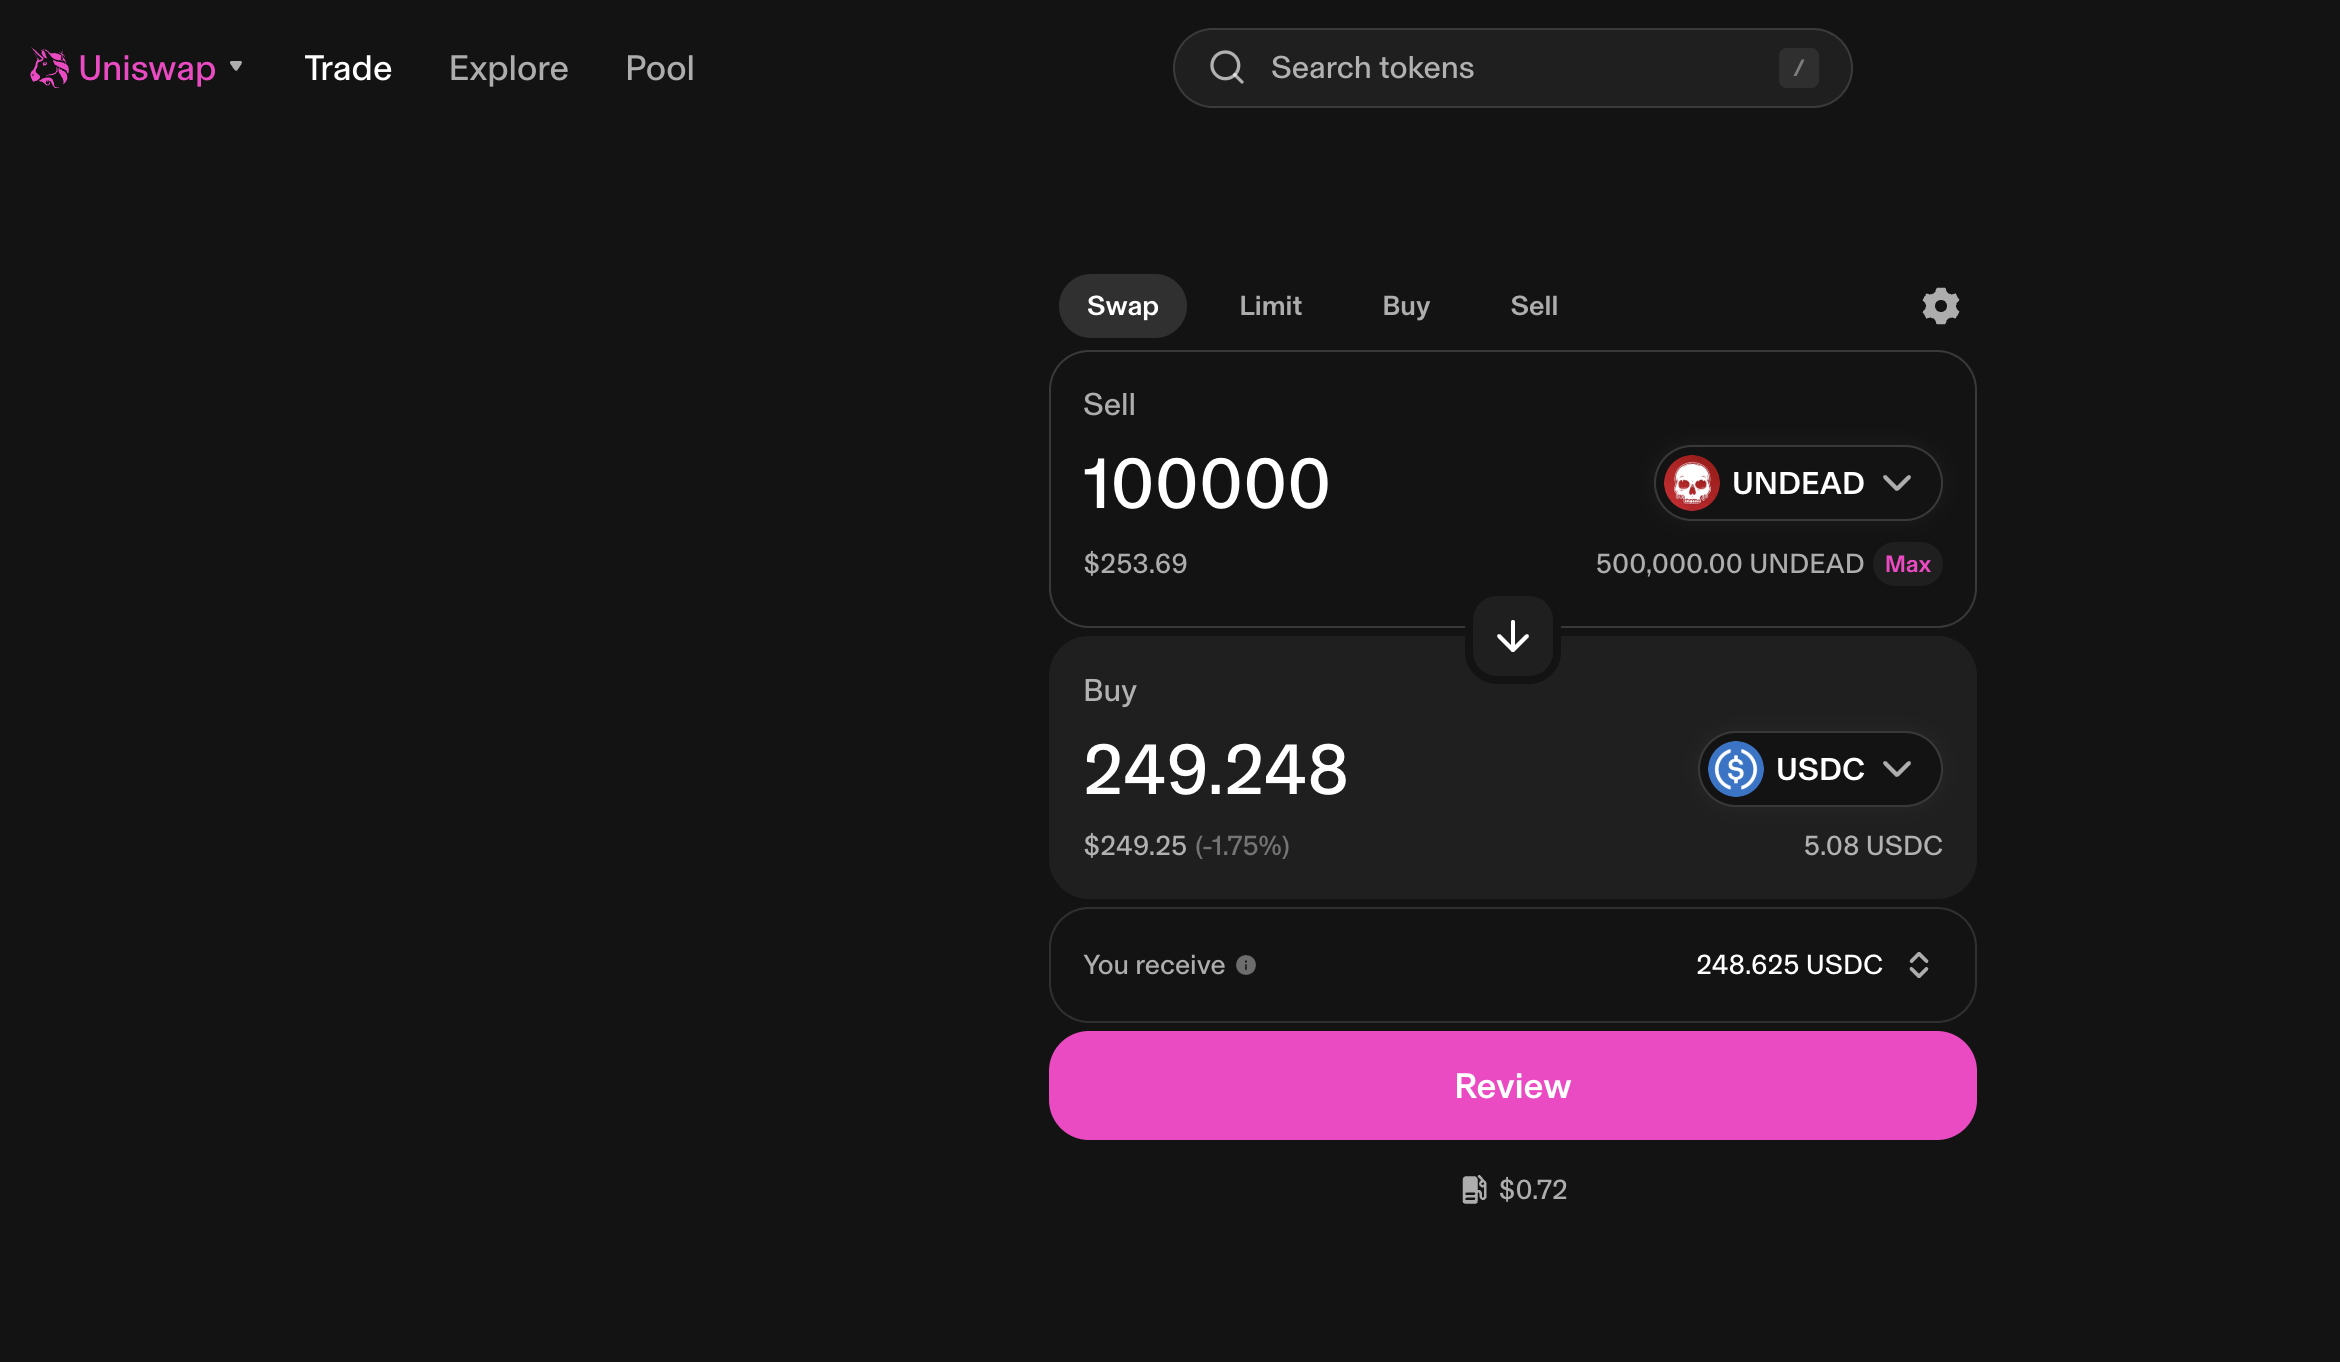 Uniswap Trade Explore Pool Search tokens /
Swap Limit Buy Sell
Sell
100000 UNDEAD
$253.69 500,000.00 UNDEAD Max
Buy
249.248 USDC
$249.25 (-1.75%) 5.08 USDC
You receive 248.625 USDC
Review
$0.72